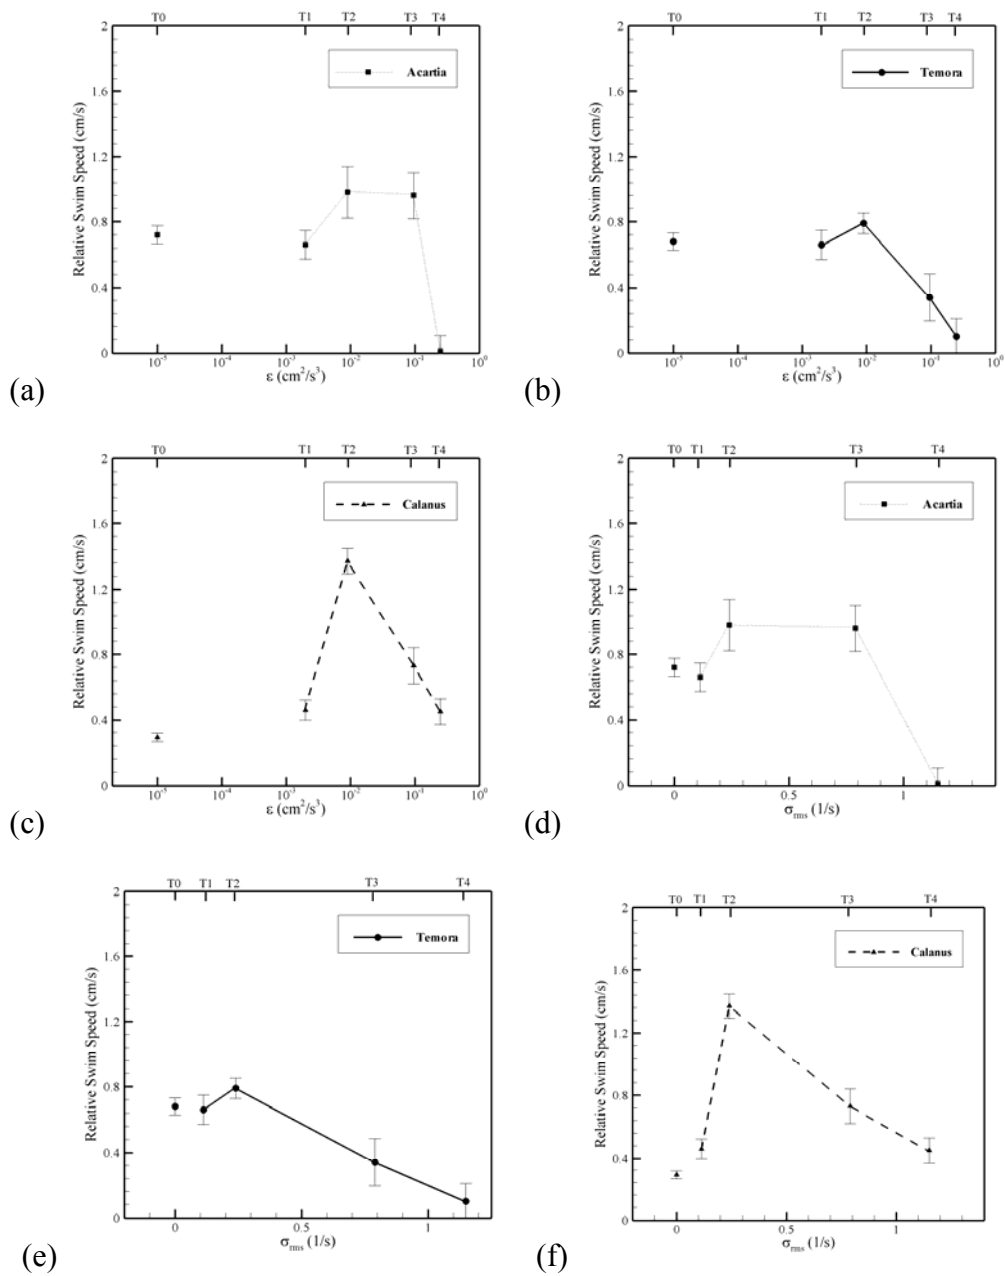 T0 T1 T2 T3 T4
2
1.6
1.2
0.8
0.4
0
Relative Swim Speed (cm/s)
Acartia
10⁻⁵ 10⁻⁴ 10⁻³ 10⁻² 10⁻¹ 10⁰
ε (cm²/s³)
(a)
T0 T1 T2 T3 T4
2
1.6
1.2
0.8
0.4
0
Relative Swim Speed (cm/s)
Temora
10⁻⁵ 10⁻⁴ 10⁻³ 10⁻² 10⁻¹ 10⁰
ε (cm²/s³)
(b)
T0 T1 T2 T3 T4
2
1.6
1.2
0.8
0.4
0
Relative Swim Speed (cm/s)
Calanus
10⁻⁵ 10⁻⁴ 10⁻³ 10⁻² 10⁻¹ 10⁰
ε (cm²/s³)
(c)
T0 T1 T2 T3 T4
2
1.6
1.2
0.8
0.4
0
Relative Swim Speed (cm/s)
Acartia
0 0.5 1
σrms (1/s)
(d)
T0 T1 T2 T3 T4
2
1.6
1.2
0.8
0.4
0
Relative Swim Speed (cm/s)
Temora
0 0.5 1
σrms (1/s)
(e)
T0 T1 T2 T3 T4
2
1.6
1.2
0.8
0.4
0
Relative Swim Speed (cm/s)
Calanus
0 0.5 1
σrms (1/s)
(f)